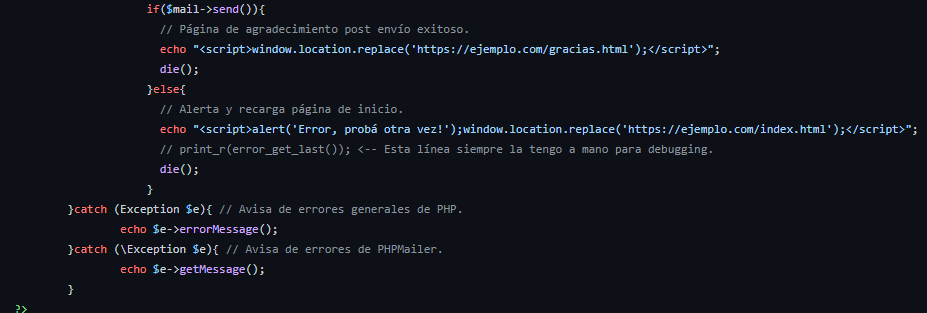 if($mail->send()){
// Página de agradecimiento post envío exitoso.
echo "<script>window.location.replace('https://ejemplo.com/gracias.html');</script>";
die();
}else{
// Alerta y recarga página de inicio.
echo "<script>alert('Error, probá otra vez!');window.location.replace('https://ejemplo.com/index.html');</script>";
// print_r(error_get_last()); <-- Esta línea siempre la tengo a mano para debugging.
die();
}
}catch (Exception $e){ // Avisa de errores generales de PHP.
echo $e->errorMessage();
}catch (\Exception $e){ // Avisa de errores de PHPMailer.
echo $e->getMessage();
}
?>